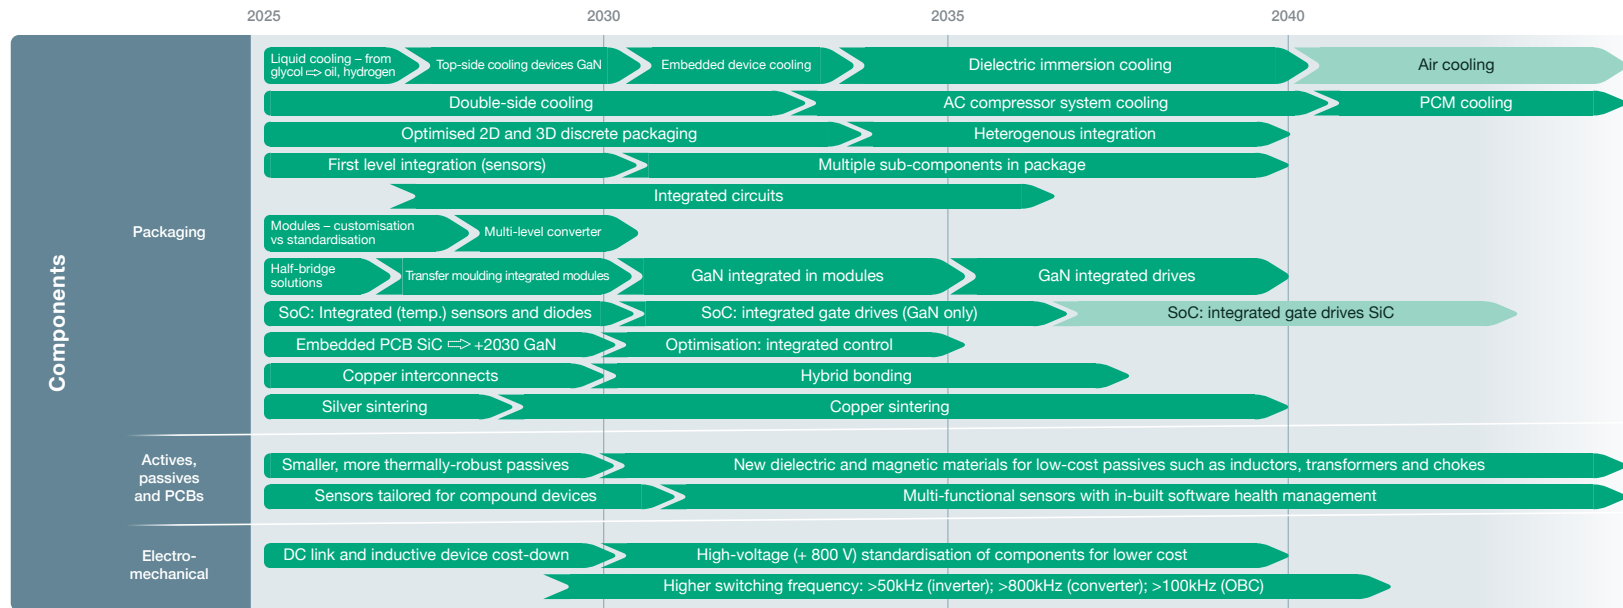 2025 2030 2035 2040
Components
Packaging
Liquid cooling – from
glycol ⇨ oil, hydrogen
Top-side cooling devices GaN
Embedded device cooling
Dielectric immersion cooling
Air cooling
Double-side cooling
AC compressor system cooling
PCM cooling
Optimised 2D and 3D discrete packaging
Heterogenous integration
First level integration (sensors)
Multiple sub-components in package
Integrated circuits
Modules – customisation
vs standardisation
Multi-level converter
Half-bridge
solutions
Transfer moulding integrated modules
GaN integrated in modules
GaN integrated drives
SoC: Integrated (temp.) sensors and diodes
SoC: integrated gate drives (GaN only)
SoC: integrated gate drives SiC
Embedded PCB SiC ⇨ +2030 GaN
Optimisation: integrated control
Copper interconnects
Hybrid bonding
Silver sintering
Copper sintering
Actives,
passives
and PCBs
Smaller, more thermally-robust passives
New dielectric and magnetic materials for low-cost passives such as inductors, transformers and chokes
Sensors tailored for compound devices
Multi-functional sensors with in-built software health management
Electro-
mechanical
DC link and inductive device cost-down
High-voltage (+ 800 V) standardisation of components for lower cost
Higher switching frequency: >50kHz (inverter); >800kHz (converter); >100kHz (OBC)